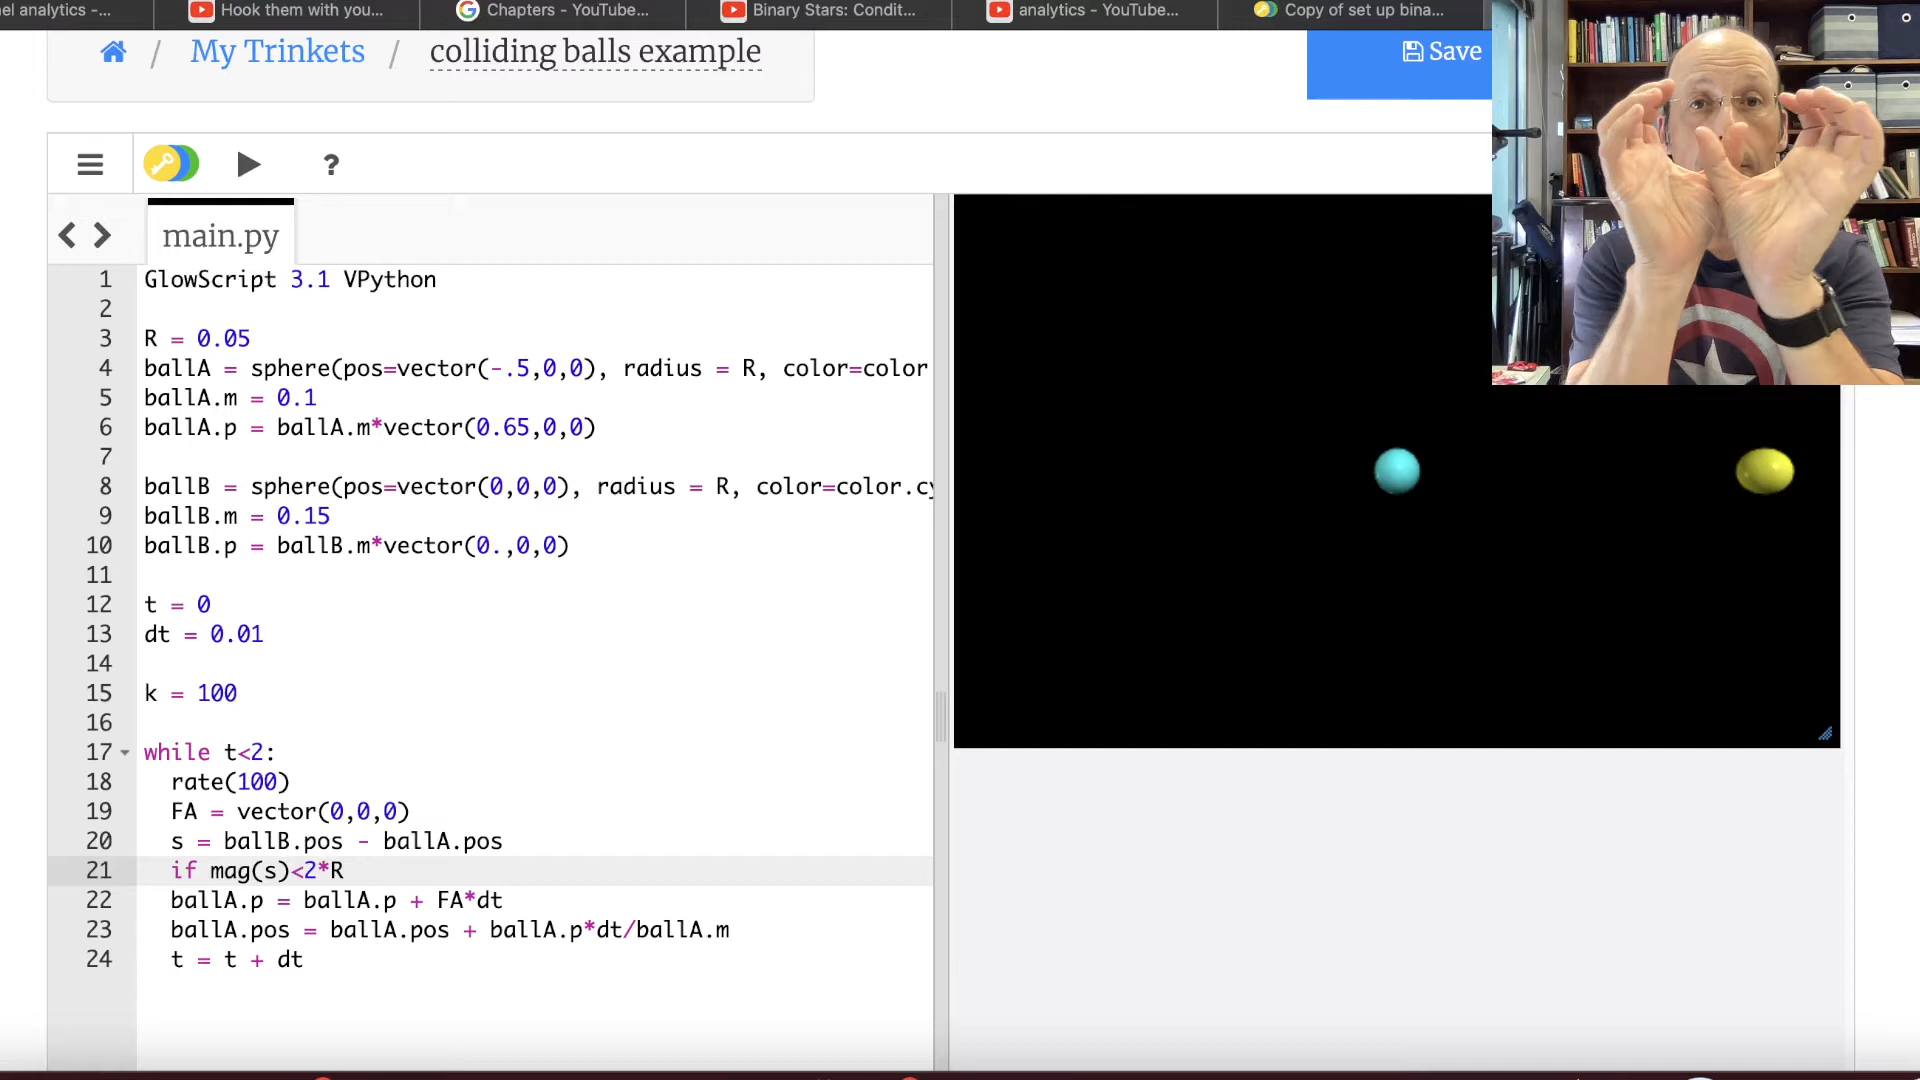 el analytics -...
Hook them with you...
Chapters - YouTube...
Binary Stars: Condit...
analytics - YouTube...
Copy of set up bina...
/ My Trinkets / colliding balls example
Save
?
main.py
1 GlowScript 3.1 VPython
2
3 R = 0.05
4 ballA = sphere(pos=vector(-.5,0,0), radius = R, color=color
5 ballA.m = 0.1
6 ballA.p = ballA.m*vector(0.65,0,0)
7
8 ballB = sphere(pos=vector(0,0,0), radius = R, color=color.cy
9 ballB.m = 0.15
10 ballB.p = ballB.m*vector(0.,0,0)
11
12 t = 0
13 dt = 0.01
14
15 k = 100
16
17 while t<2:
18 rate(100)
19 FA = vector(0,0,0)
20 s = ballB.pos - ballA.pos
21 if mag(s)<2*R
22 ballA.p = ballA.p + FA*dt
23 ballA.pos = ballA.pos + ballA.p*dt/ballA.m
24 t = t + dt